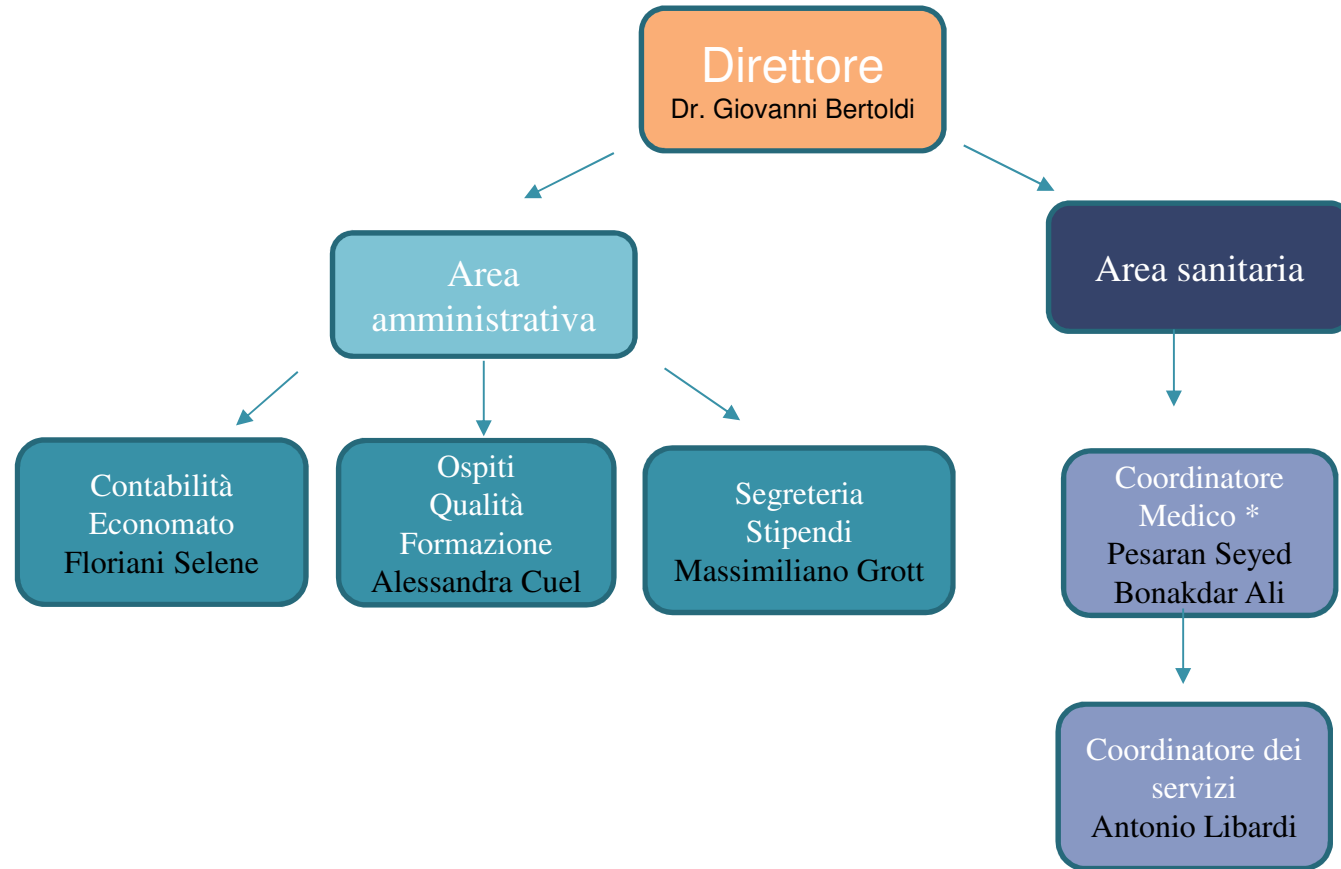 Direttore
Dr. Giovanni Bertoldi
Area
amministrativa
Area sanitaria
Contabilità
Economato
Floriani Selene
Ospiti
Qualità
Formazione
Alessandra Cuel
Segreteria
Stipendi
Massimiliano Grott
Coordinatore
Medico *
Pesaran Seyed
Bonakdar Ali
Coordinatore dei
servizi
Antonio Libardi